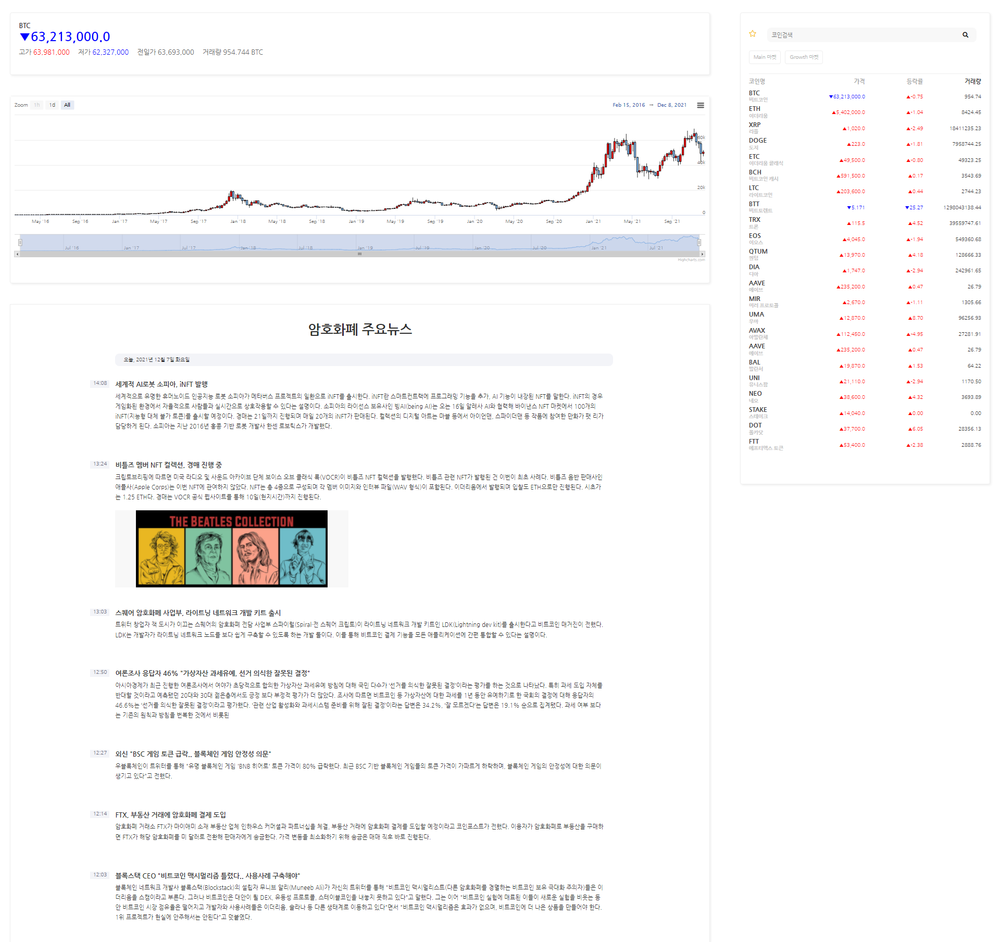 BTC
▼63,213,000.0
고가 63,981,000 저가 62,327,000 전일가 63,693,000 거래량 954.744 BTC
Zoom 1h 1d All
Feb 15, 2016 → Dec 8, 2021
60k
40k
20k
0
May '16 Sep '16 Jan '17 May '17 Sep '17 Jan '18 May '18 Sep '18 Jan '19 May '19 Sep '19 Jan '20 May '20 Sep '20 Jan '21 May '21 Sep '21
Jul '16 Jan '17 Jul '17 Jan '18 Jul '18 Jan '19 Jul '19 Jan '20 Jul '20 Jan '21 Jul '21
Highcharts.com
암호화폐 주요뉴스
오늘, 2021년 12월 7일 화요일
14:08 세계적 AI로봇 소피아, iNFT 발행
세계적으로 유명한 휴머노이드 인공지능 로봇 소피아가 메타버스 프로젝트의 일환으로 iNFT를 출시한다. iNFT란 스마트컨트랙에 프로그래밍 기능을 추가, AI 기능이 내장된 NFT를 말한다. iNFT의 경우
게임화된 환경에서 자율적으로 사람들과 실시간으로 상호작용할 수 있다는 설명이다. 소피아의 라이선스 보유사인 빙AI(being AI)는 오는 16일 알레사 AI와 협력해 바이낸스 NFT 마켓에서 100개의
iNFT(지능형 대체 불가 토큰)를 출시할 예정이다. 경매는 21일까지 진행되며 매일 20개의 iNFT가 판매된다. 컬렉션의 디지털 아트는 마블 등에서 아이언맨, 스파이더맨 등 작품에 참여한 만화가 팻 리가
담당하게 된다. 소피아는 지난 2016년 홍콩 기반 로봇 개발사 한센 로보틱스가 개발했다.
13:24 비틀즈 멤버 NFT 컬렉션, 경매 진행 중
크립토브리핑에 따르면 미국 라디오 및 사운드 아카이브 단체 보이스 오브 클래식 록(VOCR)이 비틀즈 NFT 컬렉션을 발행했다. 비틀즈 관련 NFT가 발행된 건 이번이 최초 사례다. 비틀즈 음반 판매사인
애플사(Apple Corps)는 이번 NFT에 관여하지 않았다. NFT는 총 4종으로 구성되며 각 멤버 이미지와 인터뷰 파일(WAV 형식)이 포함된다. 이더리움에서 발행되며 입찰도 ETH으로만 진행된다. 시초가
는 1.25 ETH다. 경매는 VOCR 공식 웹사이트를 통해 10일(현지시간)까지 진행된다.
THE BEATLES COLLECTION
13:03 스퀘어 암호화폐 사업부, 라이트닝 네트워크 개발 키트 출시
트위터 창업자 잭 도시가 이끄는 스퀘어의 암호화폐 전담 사업부 스파이럴(Spiral·전 스퀘어 크립토)이 라이트닝 네트워크 개발 키트인 LDK(Lightning dev kit)를 출시한다고 비트코인 매거진이 전했다.
LDK는 개발자가 라이트닝 네트워크 노드를 보다 쉽게 구축할 수 있도록 하는 개발 툴이다. 이를 통해 비트코인 결제 기능을 모든 애플리케이션에 간편 통합할 수 있다는 설명이다.
12:50 여론조사 응답자 46% "가상자산 과세유예, 선거 의식한 잘못된 결정"
아시아경제가 최근 진행한 여론조사에서 여야가 초당적으로 합의한 가상자산 과세유예 방침에 대해 국민 다수가 ‘선거를 의식한 잘못된 결정’이라는 평가를 하는 것으로 나타났다. 특히 과세 도입 자체를
반대할 것이라고 예측됐던 20대와 30대 젊은층에서도 긍정 보다 부정적 평가가 더 많았다. 조사에 따르면 비트코인 등 가상자산에 대한 과세를 1년 동안 유예하기로 한 국회의 결정에 대해 응답자의
46.6%는 ‘선거를 의식한 잘못된 결정’이라고 평가했다. ‘관련 산업 활성화와 과세시스템 준비를 위해 잘된 결정’이라는 답변은 34.2%, ‘잘 모르겠다’는 답변은 19.1% 순으로 집계됐다. 과세 여부 보다
는 기존의 원칙과 방침을 번복한 것에서 비롯된
12:27 외신 "BSC 게임 토큰 급락.. 블록체인 게임 안정성 의문"
우블록체인이 트위터를 통해 "유명 블록체인 게임 'BNB 히어로' 토큰 가격이 80% 급락했다. 최근 BSC 기반 블록체인 게임들의 토큰 가격이 가파르게 하락하며, 블록체인 게임의 안정성에 대한 의문이
생기고 있다"고 전했다.
12:14 FTX, 부동산 거래에 암호화폐 결제 도입
암호화폐 거래소 FTX가 마이애미 소재 부동산 업체 인하우스 커머셜과 파트너십을 체결, 부동산 거래에 암호화폐 결제를 도입할 예정이라고 코인포스트가 전했다. 이용자가 암호화폐로 부동산을 구매하
면 FTX가 해당 암호화폐를 미 달러로 전환해 판매자에게 송금한다. 가격 변동을 최소화하기 위해 송금은 매매 직후 바로 진행된다.
12:03 블록스택 CEO "비트코인 맥시멀리즘 틀렸다.. 사용사례 구축해야"
블록체인 네트워크 개발사 블록스택(Blockstack)의 설립자 무니브 알리(Muneeb Ali)가 자신의 트위터를 통해 "비트코인 맥시멀리스트(다른 암호화폐를 경멸하는 비트코인 보유 극대화 주의자)들은 이
더리움을 스캠이라고 부른다. 그러나 비트코인은 대안이 될 DEX, 유동성 프로토콜, 스테이블코인을 내놓지 못하고 있다"고 말했다. 그는 이어 "비트코인 실험에 매료된 이들이 새로운 실험을 비웃는 동
안 비트코인 시장 점유율은 떨어지고 개발자와 사용사례들은 이더리움, 솔라나 등 다른 생태계로 이동하고 있다"면서 "비트코인 맥시멀리즘은 효과가 없으며, 비트코인에 더 나은 상품을 만들어야 한다.
1위 프로젝트가 현실에 안주해서는 안된다"고 덧붙였다.
코인검색
Main 마켓 Growth 마켓
코인명 가격 등락률 거래량
BTC ▼63,213,000.0 ▲-0.75 954.74
비트코인
ETH ▲5,402,000.0 ▲-1.04 8424.45
이더리움
XRP ▲1,020.0 ▲-2.49 18411235.23
리플
DOGE ▲223.0 ▲-1.81 7958744.25
도지
ETC ▲49,500.0 ▲-0.80 49323.25
이더리움 클래식
BCH ▲591,500.0 ▲0.17 3543.69
비트코인 캐시
LTC ▲203,600.0 ▲0.44 2744.23
라이트코인
BTT ▼5.171 ▼25.27 1298043138.44
비트토렌트
TRX ▲115.5 ▲4.52 39559747.61
트론
EOS ▲4,045.0 ▲-1.94 549360.68
이오스
QTUM ▲13,970.0 ▲4.18 128666.33
퀀텀
DIA ▲1,747.0 ▲-2.94 242961.65
디아
AAVE ▲235,200.0 ▲0.47 26.79
에이브
MIR ▲2,670.0 ▲-1.11 1305.66
미러 프로토콜
UMA ▲12,870.0 ▲8.70 96256.93
우마
AVAX ▲112,450.0 ▲-4.95 27281.91
아발란체
AAVE ▲235,200.0 ▲0.47 26.79
에이브
BAL ▲19,870.0 ▲1.53 64.22
발란서
UNI ▲21,110.0 ▲-2.94 1170.50
유니스왑
NEO ▲38,600.0 ▲4.32 3693.89
네오
STAKE ▲14,040.0 ▲0.00 0.00
스테이크
DOT ▲37,700.0 ▲6.05 28356.13
폴카닷
FTT ▲53,400.0 ▲-2.38 2888.76
에프티엑스 토큰